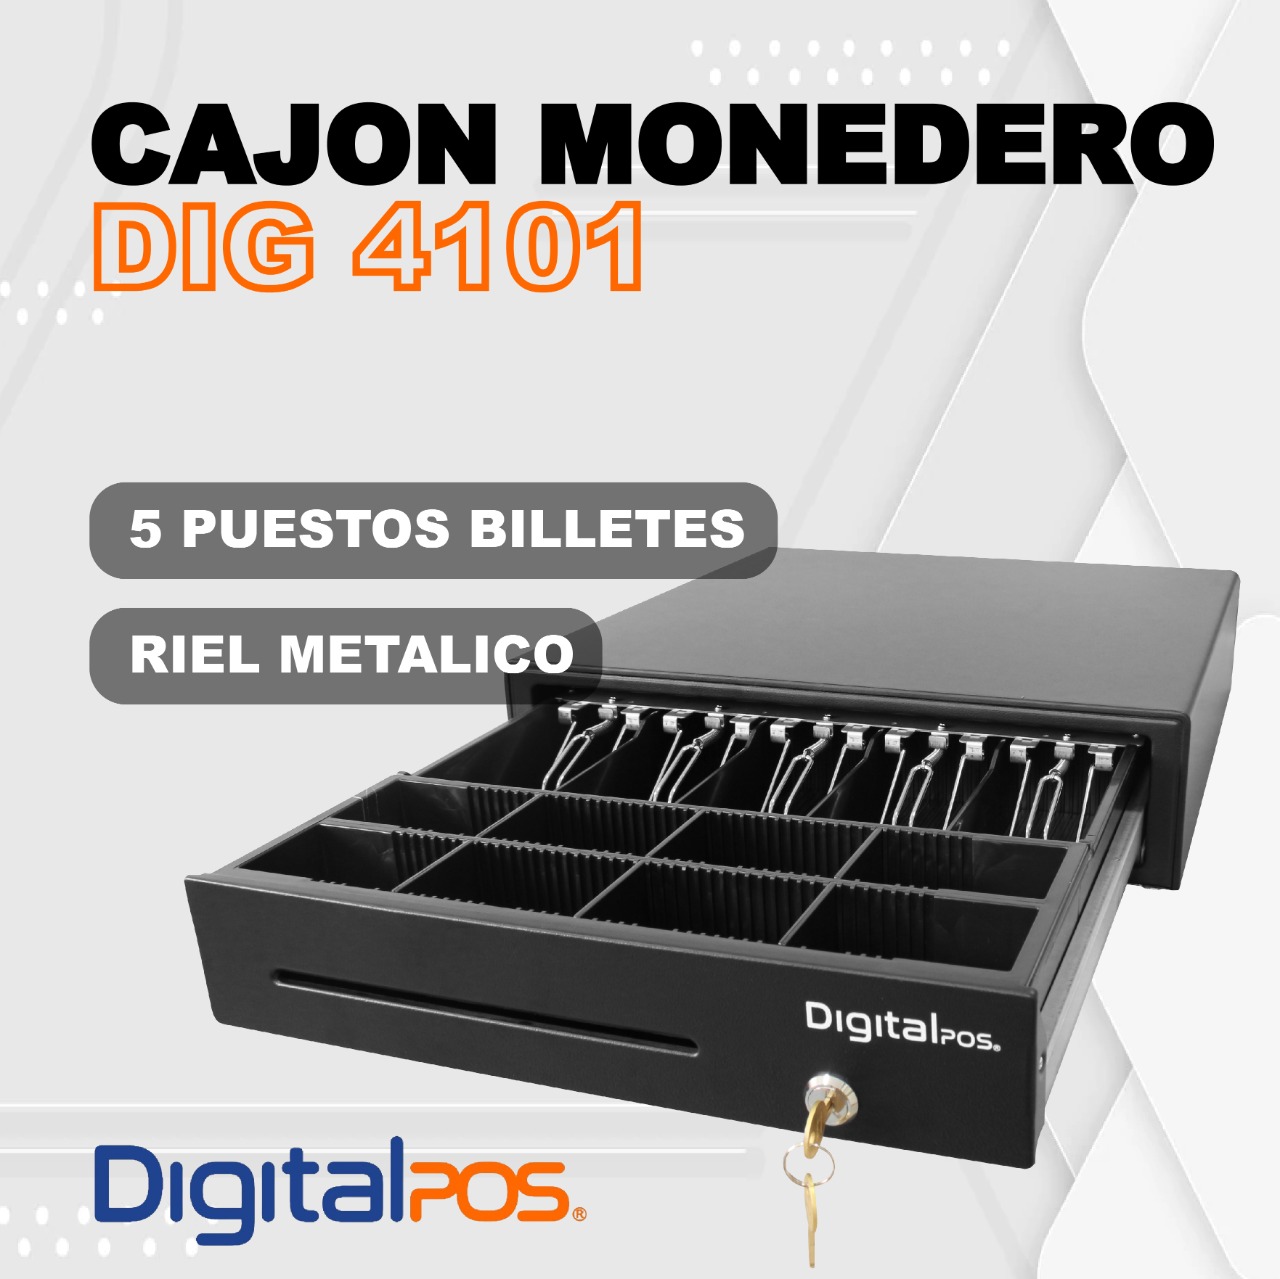 CAJON MONEDERO
DIG 4101
5 PUESTOS BILLETES
RIEL METALICO
DigitalPOS®
DigitalPOS®